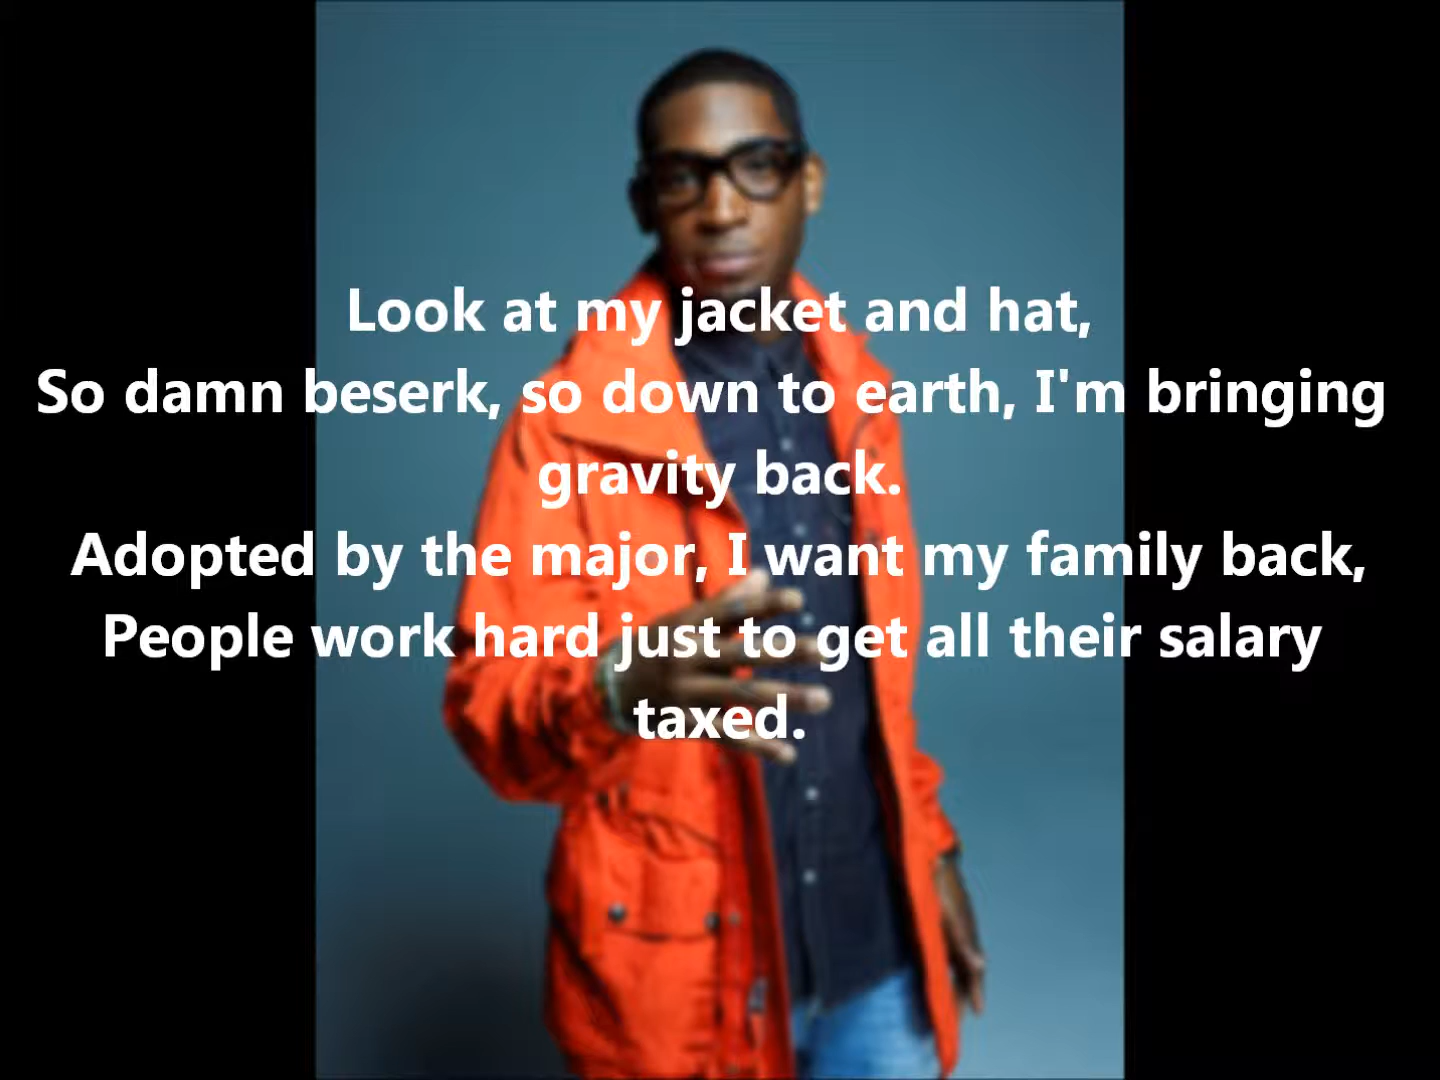 Look at my jacket and hat,
So damn beserk, so down to earth, I'm bringing
gravity back.
Adopted by the major, I want my family back,
People work hard just to get all their salary
taxed.